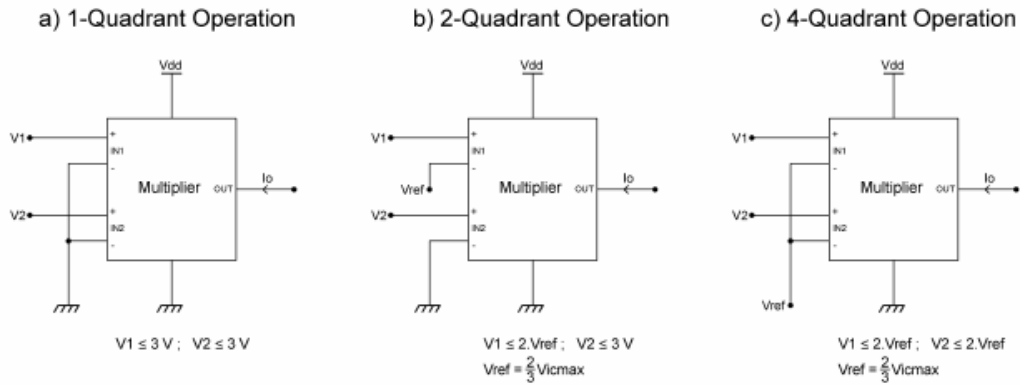 a) 1-Quadrant Operation
Vdd
V1
+
IN1
-
Multiplier
OUT
Io
V2
+
IN2
-
V1 ≤ 3 V ; V2 ≤ 3 V
b) 2-Quadrant Operation
Vdd
V1
+
IN1
-
Vref
Multiplier
OUT
Io
V2
+
IN2
-
V1 ≤ 2.Vref ; V2 ≤ 3 V
Vref = 2/3 Vicmax
c) 4-Quadrant Operation
Vdd
V1
+
IN1
-
Multiplier
OUT
Io
V2
+
IN2
-
Vref
V1 ≤ 2.Vref ; V2 ≤ 2.Vref
Vref = 2/3 Vicmax